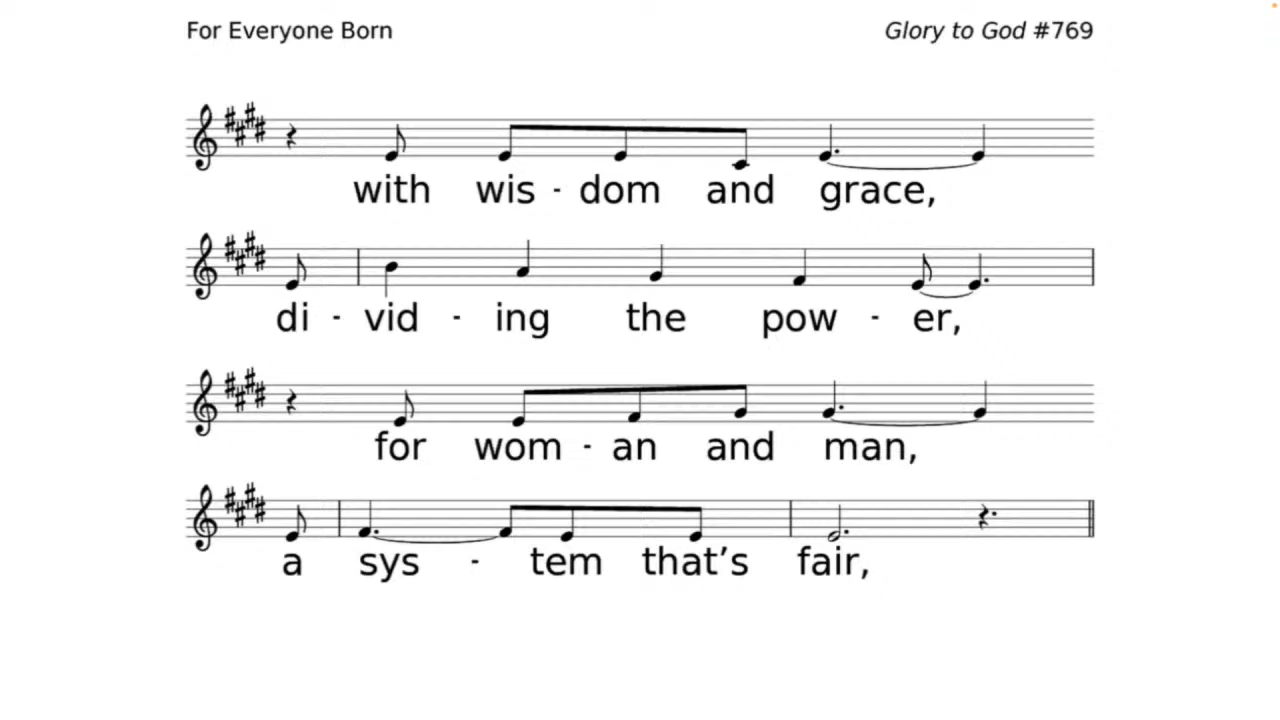 For Everyone Born Glory to God #769
with wis - dom and grace,
di - vid - ing the pow - er,
for wom - an and man,
a sys - tem that's fair,